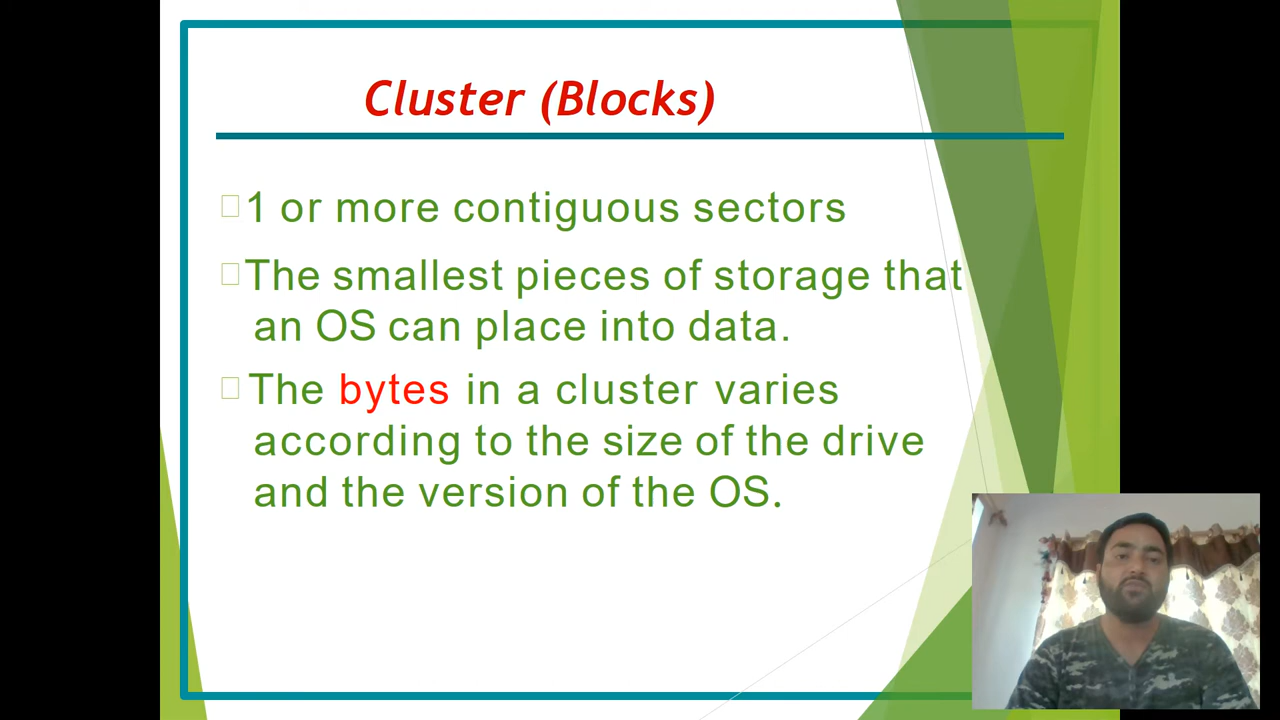 Cluster (Blocks)
1 or more contiguous sectors
The smallest pieces of storage that
an OS can place into data.
The bytes in a cluster varies
according to the size of the drive
and the version of the OS.